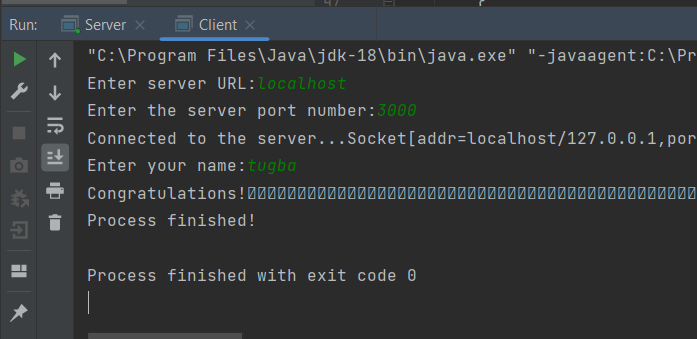 Run: Server Client
"C:\Program Files\Java\jdk-18\bin\java.exe" "-javaagent:C:\Pr
Enter server URL:localhost
Enter the server port number:3000
Connected to the server...Socket[addr=localhost/127.0.0.1,por
Enter your name:tugba
Congratulations!
Process finished!
Process finished with exit code 0